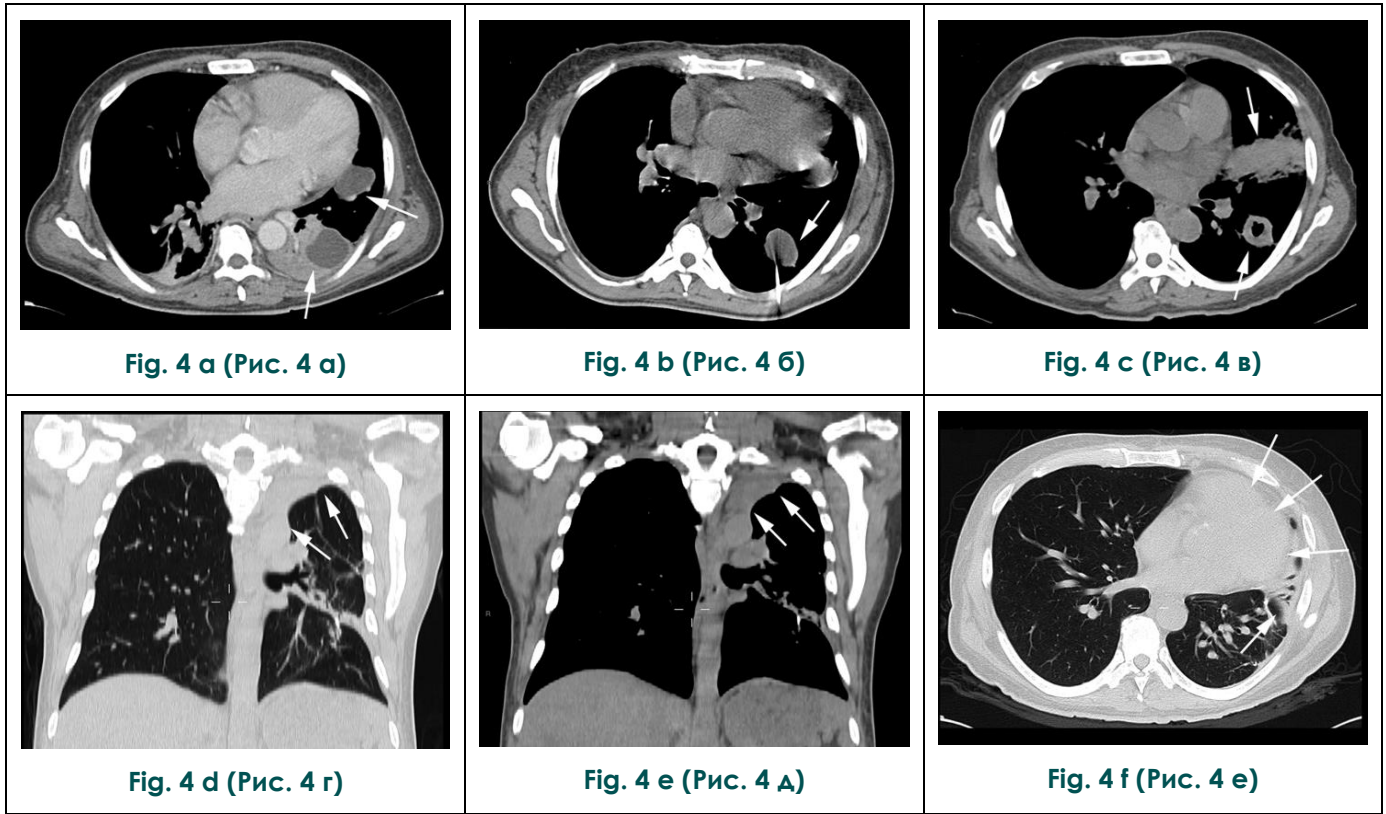 Fig. 4 a (Рис. 4 а)
Fig. 4 b (Рис. 4 б)
Fig. 4 c (Рис. 4 в)
Fig. 4 d (Рис. 4 г)
Fig. 4 e (Рис. 4 д)
Fig. 4 f (Рис. 4 е)